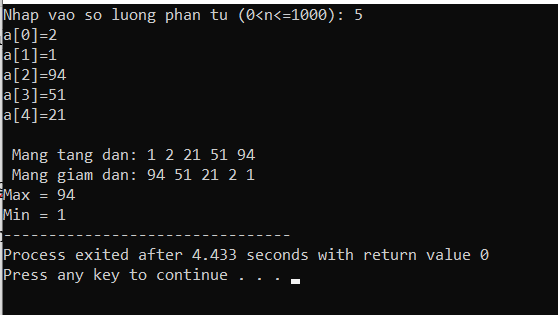 Nhap vao so luong phan tu (0<n<=1000): 5
a[0]=2
a[1]=1
a[2]=94
a[3]=51
a[4]=21
Mang tang dan: 1 2 21 51 94
Mang giam dan: 94 51 21 2 1
Max = 94
Min = 1
--------------------------------
Process exited after 4.433 seconds with return value 0
Press any key to continue . . .